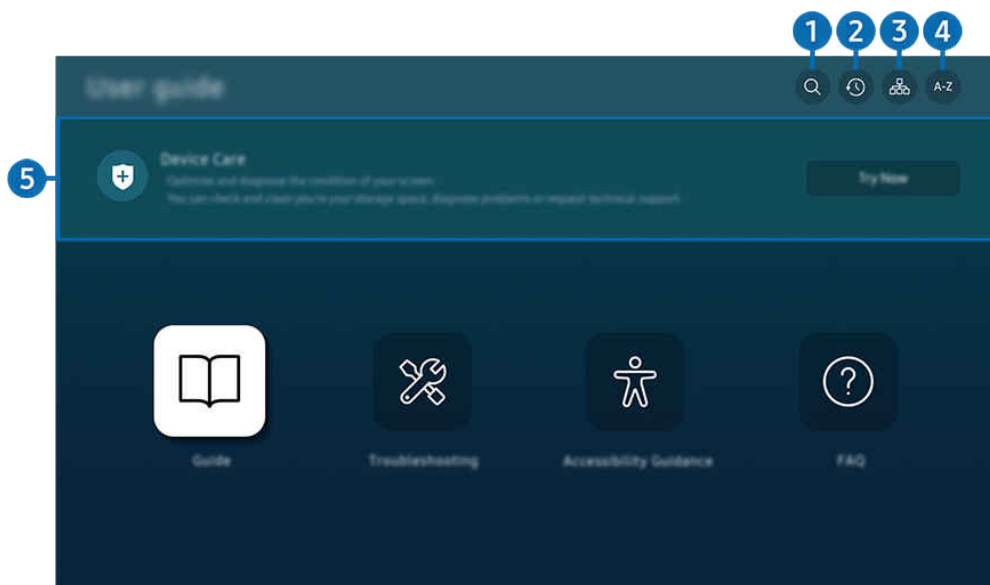 1 2 3 4
User guide
A-Z
5
Device Care
Optimize and diagnose the condition of your screen.
You can check and clean you're your storage space, diagnose problems or request technical support.
Try Now
Guide
Troubleshooting
Accessibility Guidance
FAQ